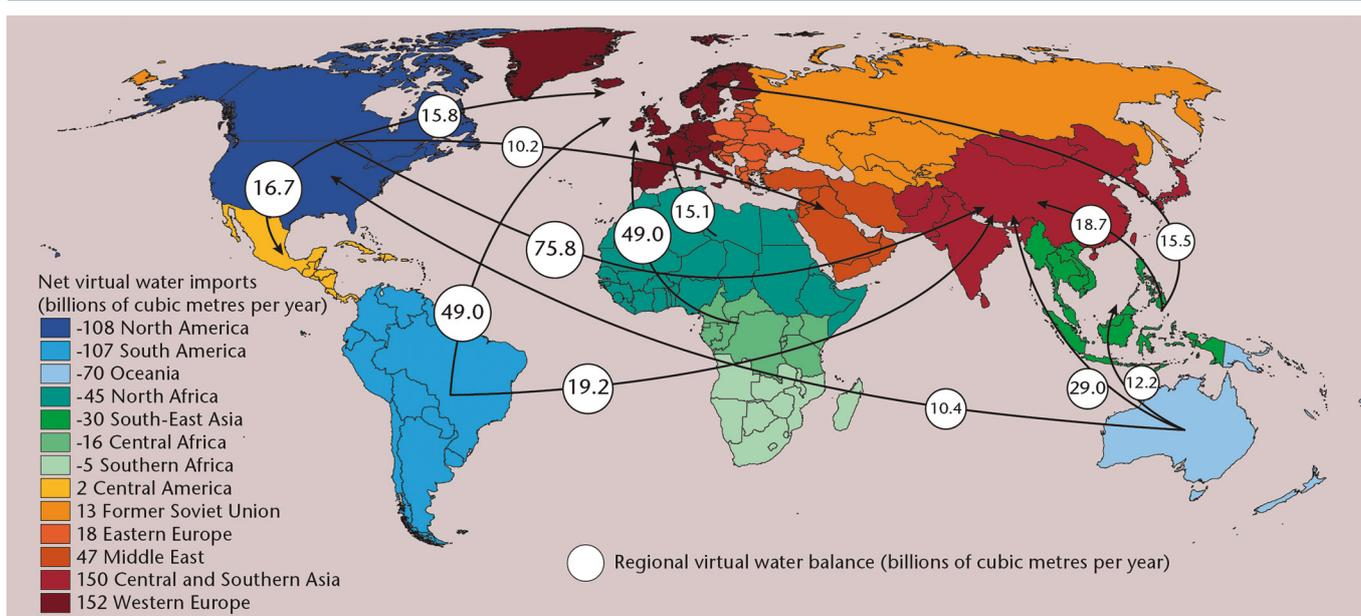 15.8
10.2
16.7
15.1
49.0
18.7
15.5
75.8
49.0
19.2
29.0
12.2
10.4
Net virtual water imports
(billions of cubic metres per year)
-108 North America
-107 South America
-70 Oceania
-45 North Africa
-30 South-East Asia
-16 Central Africa
-5 Southern Africa
2 Central America
13 Former Soviet Union
18 Eastern Europe
47 Middle East
150 Central and Southern Asia
152 Western Europe
Regional virtual water balance (billions of cubic metres per year)